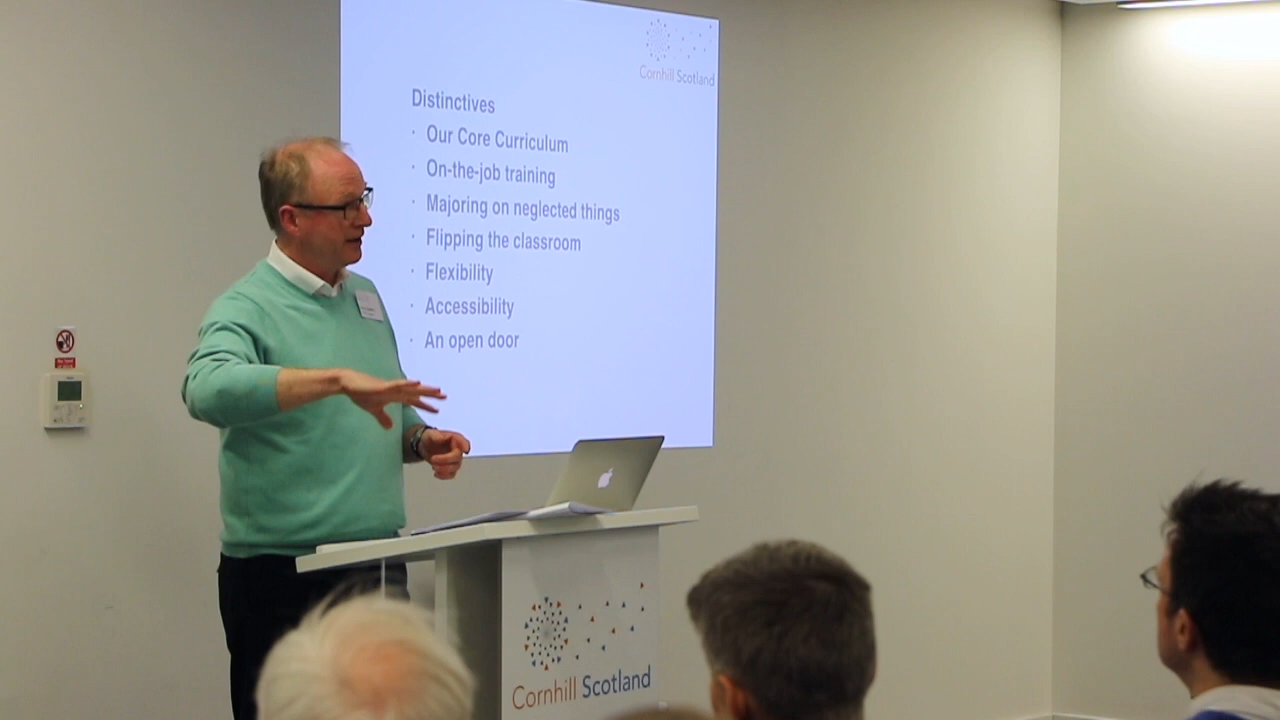 Cornhill Scotland
Distinctives
· Our Core Curriculum
· On-the-job training
· Majoring on neglected things
· Flipping the classroom
· Flexibility
· Accessibility
· An open door
Cornhill Scotland